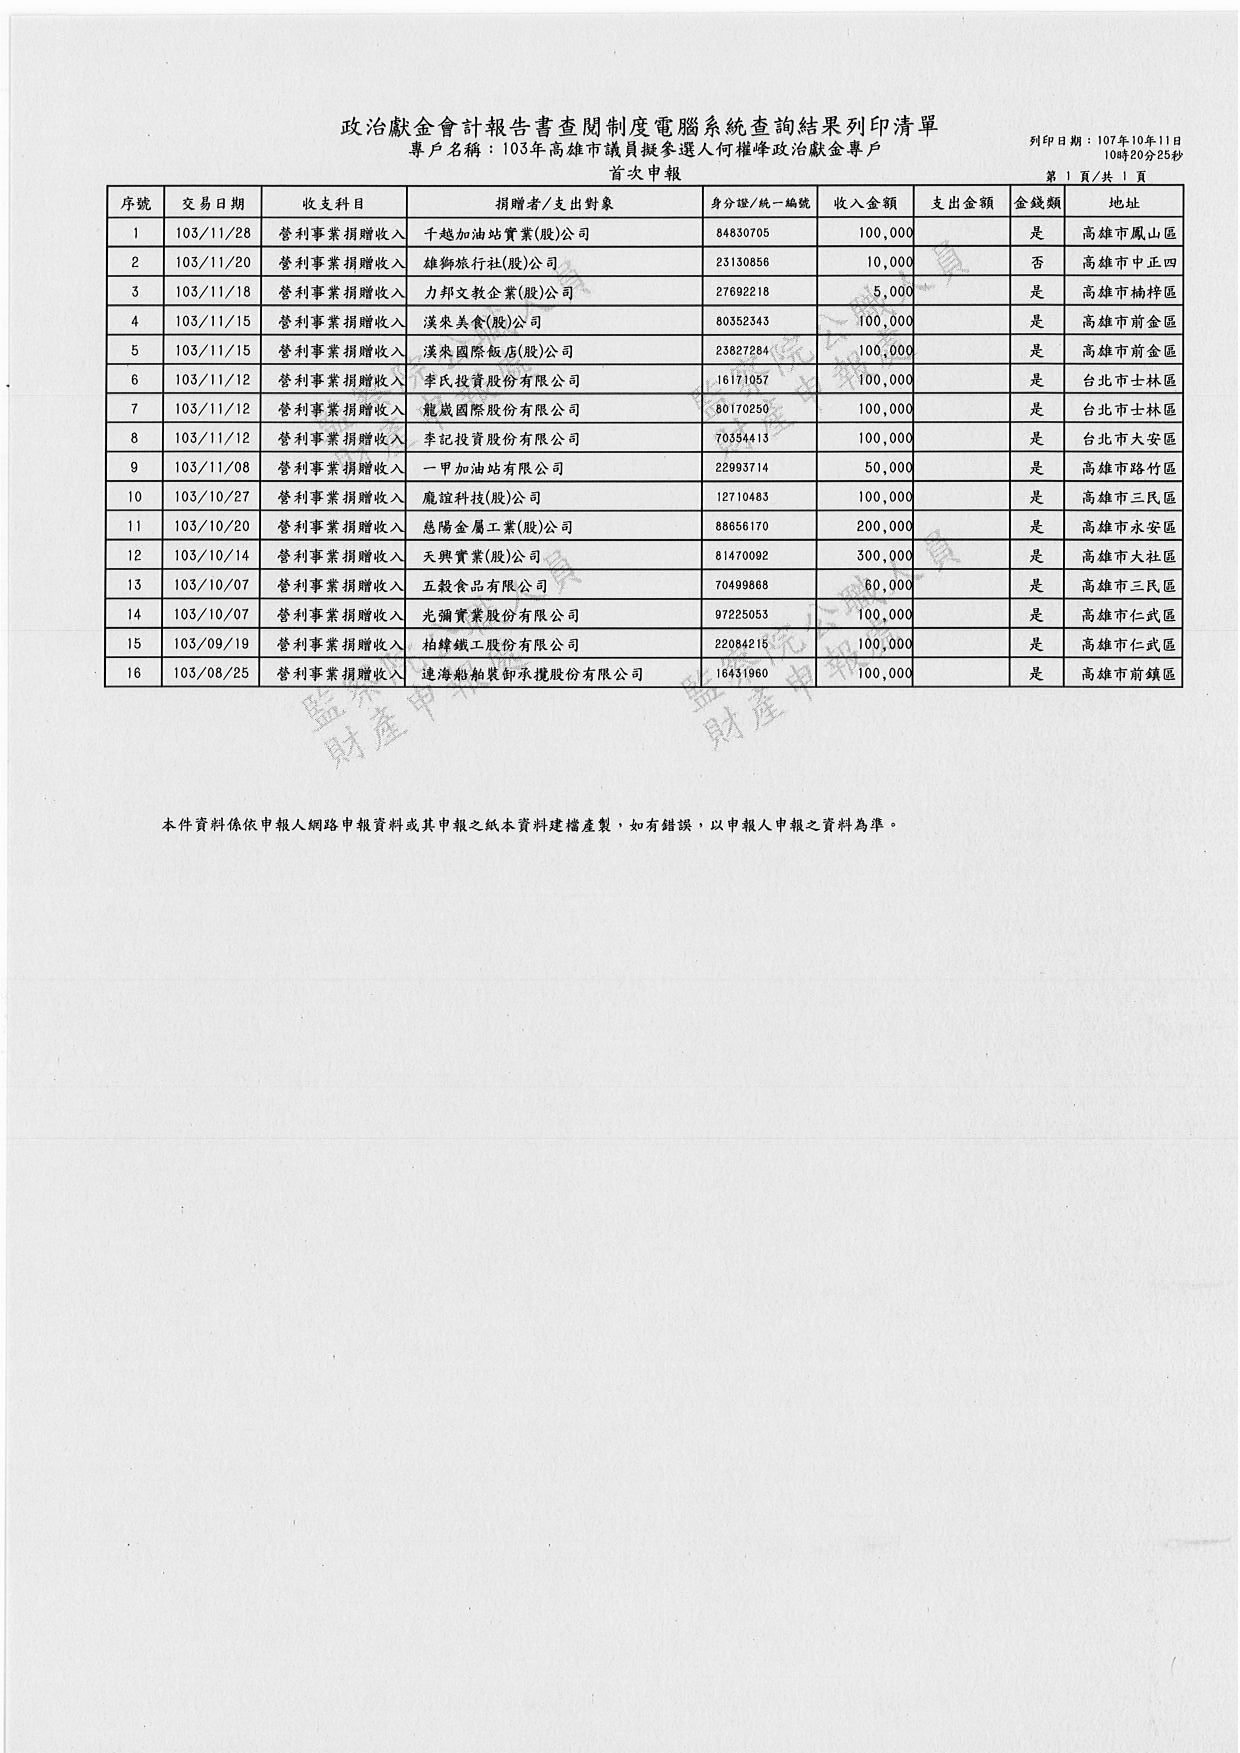 政治獻金會計報告書查閱制度電腦系統查詢結果列印清單
專戶名稱：103年高雄市議員擬參選人何權峰政治獻金專戶
首次申報
列印日期：107年10年11日
10時20分25秒
第 1 頁/共 1 頁
序號 交易日期 收支科目 捐贈者/支出對象 身分證/統一編號 收入金額 支出金額 金錢類 地址
1 103/11/28 營利事業捐贈收入 千越加油站實業(股)公司 84830705 100,000 是 高雄市鳳山區
2 103/11/20 營利事業捐贈收入 雄獅旅行社(股)公司 23130856 10,000 否 高雄市中正四
3 103/11/18 營利事業捐贈收入 力邦文教企業(股)公司 27692218 5,000 是 高雄市楠梓區
4 103/11/15 營利事業捐贈收入 漢來美食(股)公司 80352343 100,000 是 高雄市前金區
5 103/11/15 營利事業捐贈收入 漢來國際飯店(股)公司 23827284 100,000 是 高雄市前金區
6 103/11/12 營利事業捐贈收入 李氏投資股份有限公司 16171057 100,000 是 台北市士林區
7 103/11/12 營利事業捐贈收入 龍崴國際股份有限公司 80170250 100,000 是 台北市士林區
8 103/11/12 營利事業捐贈收入 李記投資股份有限公司 70354413 100,000 是 台北市大安區
9 103/11/08 營利事業捐贈收入 一甲加油站有限公司 22993714 50,000 是 高雄市路竹區
10 103/10/27 營利事業捐贈收入 龐誼科技(股)公司 12710483 100,000 是 高雄市三民區
11 103/10/20 營利事業捐贈收入 慈陽金屬工業(股)公司 88656170 200,000 是 高雄市永安區
12 103/10/14 營利事業捐贈收入 天興實業(股)公司 81470092 300,000 是 高雄市大社區
13 103/10/07 營利事業捐贈收入 五穀食品有限公司 70499868 60,000 是 高雄市三民區
14 103/10/07 營利事業捐贈收入 光彌實業股份有限公司 97225053 100,000 是 高雄市仁武區
15 103/09/19 營利事業捐贈收入 柏緯鐵工股份有限公司 22084215 100,000 是 高雄市仁武區
16 103/08/25 營利事業捐贈收入 連海船舶裝卸承攬股份有限公司 16431960 100,000 是 高雄市前鎮區
監察院公職人員
財產申報處
監察院公職人員
財產申報處
監察院公職人員
財產申報處
監察院公職人員
財產申報處
本件資料係依申報人網路申報資料或其申報之紙本資料建檔產製，如有錯誤，以申報人申報之資料為準。